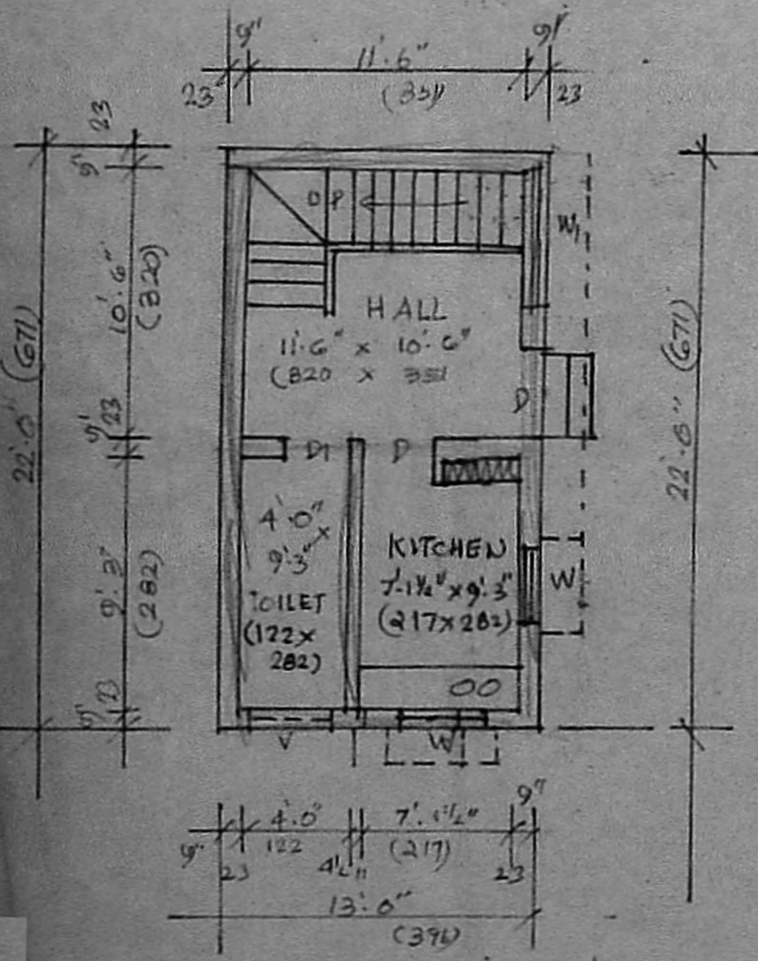 9" 11'.6" 9"
23 (351) 23
23
9"
10'.6"
(320)
9" 23
9'.3"
(282)
9" 23
22'.0" (671)
22'.0" (671)
UP
W1
HALL
11'.6" x 10'.6"
(320 x 351
D
D1 D
4'.0"
x
9'.3"
TOILET
(122 x
282)
KITCHEN
7'.1½" x 9'.3"
(217 x 282)
W
V W
9" 4'.0" 7'.1½" 9"
23 122 4½" (217) 23
13'.0"
(396)